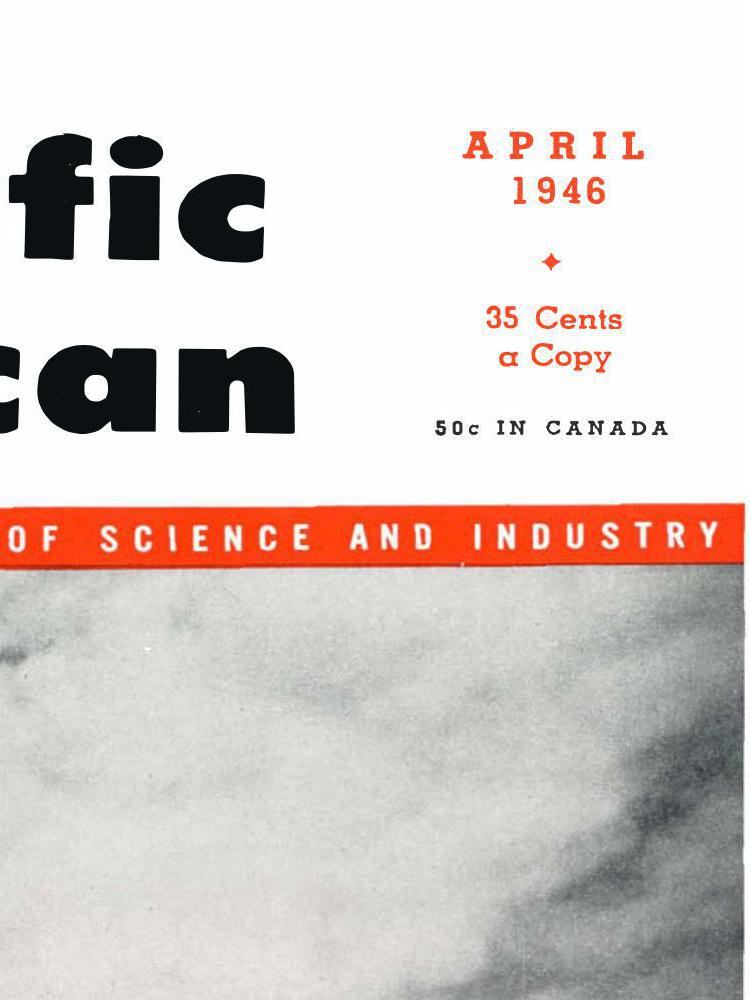 fic
can
APRIL
1946
35 Cents
a Copy
50c IN CANADA
OF SCIENCE AND INDUSTRY